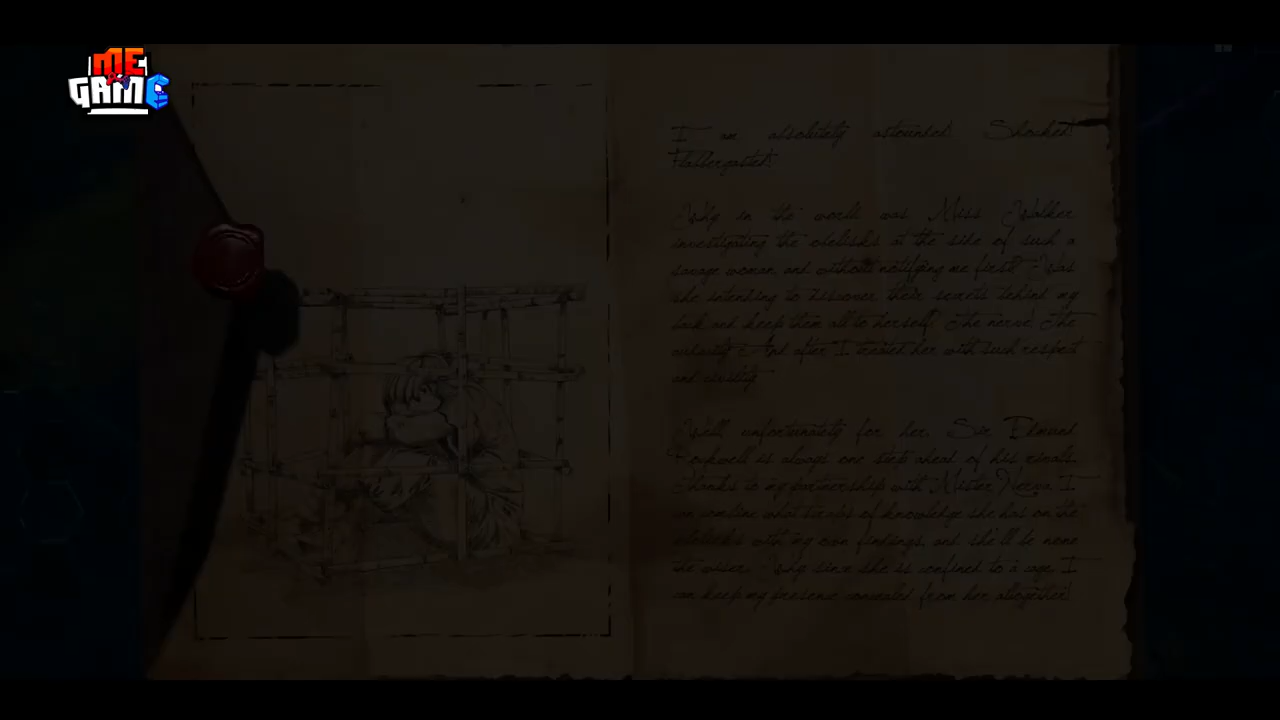 ME
GAME
I am absolutely astounded! Shocked!
Flabbergasted!
Why in the world was Miss Walker
investigating the obelisks at the side of such a
savage woman, and without notifying me first? Was
she intending to discover their secrets behind my
back and keep them all to herself? The nerve! The
audacity! And after I treated her with such respect
and civility.
Well, unfortunately for her, Sir Edmund
Rockwell is always one step ahead of his rivals.
Thanks to my partnership with Mister Nerva, I
can combine what scraps of knowledge she has on the
obelisks with my own findings, and she'll be none
the wiser. Why since she is confined to a cage, I
can keep my presence concealed from her altogether!